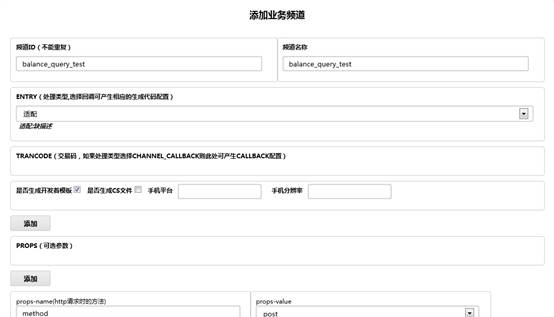 添加业务频道
频道ID（不能重复） 频道名称
balance_query_test balance_query_test
ENTRY（处理类型,选择回调可产生相应的生成代码配置）
适配
适配:缺描述
TRANCODE（交易码，如果处理类型选择CHANNEL_CALLBACK则此处可产生CALLBACK配置）
是否生成开发着模板 是否生成CS文件 手机平台 手机分辨率
添加
PROPS（可选参数）
添加
props-name(http请求时的方法) props-value
method post